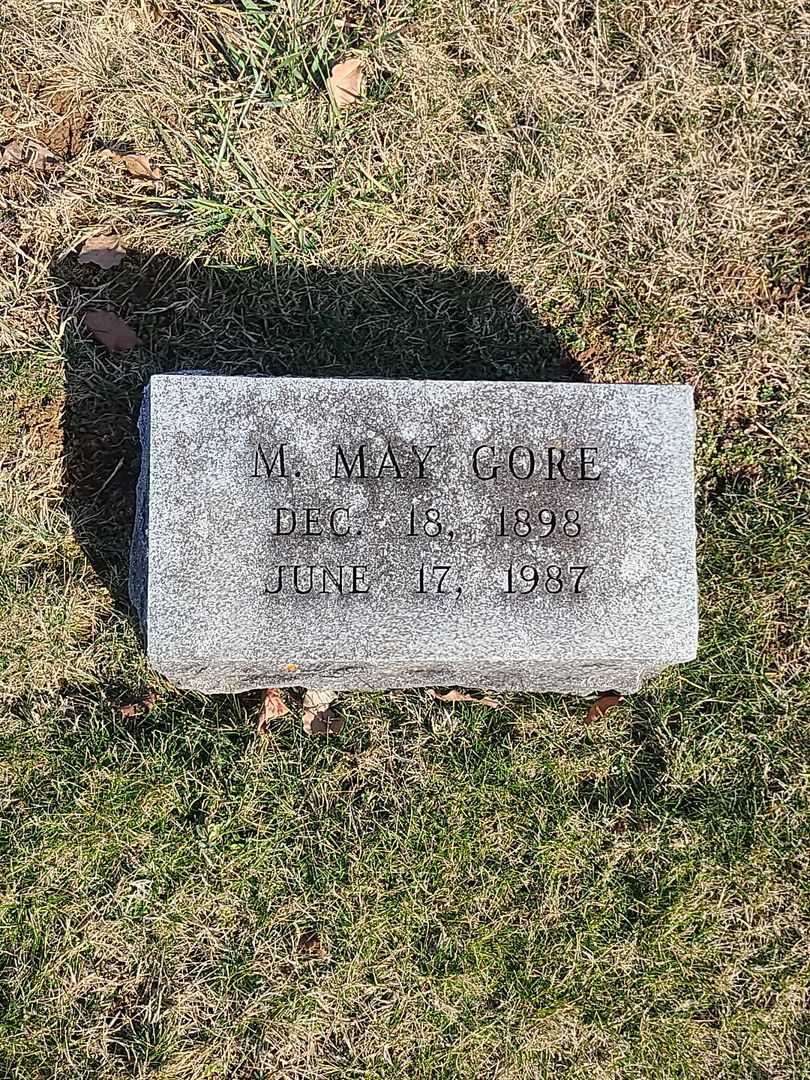 M. MAY GORE
DEC. 18, 1898
JUNE 17, 1987